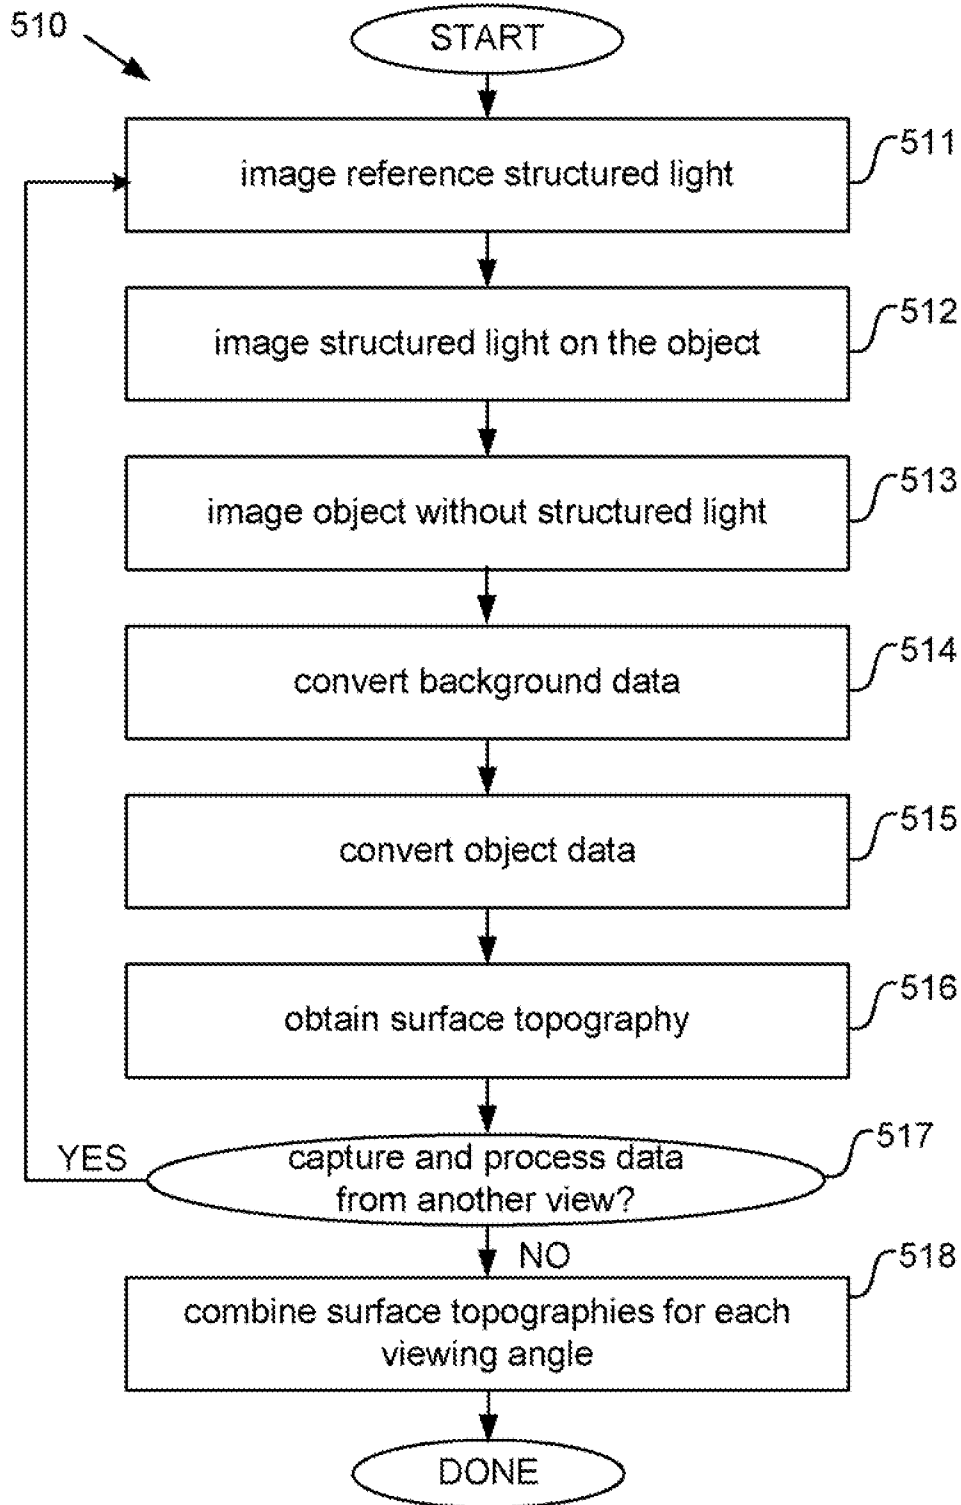 510
START
image reference structured light
511
image structured light on the object
512
image object without structured light
513
convert background data
514
convert object data
515
obtain surface topography
516
YES
capture and process data
from another view?
517
NO
combine surface topographies for each
viewing angle
518
DONE